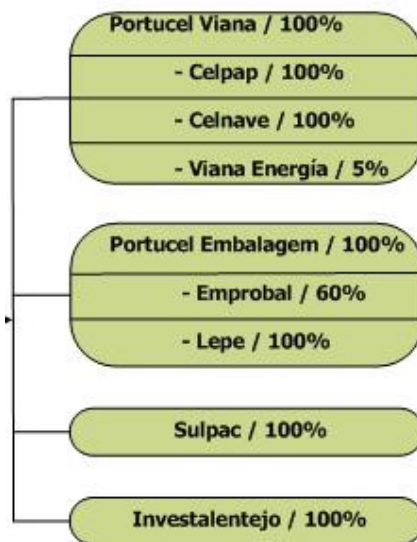 Portucel Viana / 100%
- Celpap / 100%
- Celnave / 100%
- Viana Energía / 5%
Portucel Embalagem / 100%
- Emprobal / 60%
- Lepe / 100%
Sulpac / 100%
Investalentejo / 100%